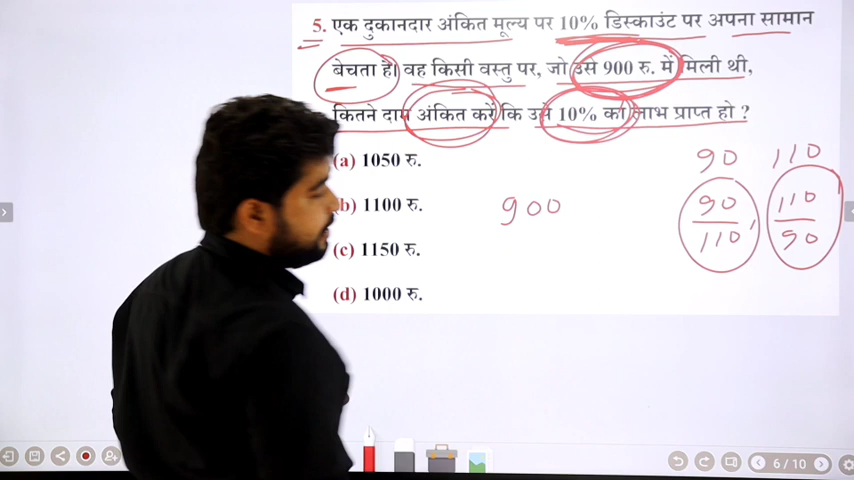 5. एक दुकानदार अंकित मूल्य पर 10% डिस्काउंट पर अपना सामान
बेचता है। वह किसी वस्तु पर, जो उसे 900 रु. में मिली थी,
कितने दाम अंकित करें कि उसे 10% का लाभ प्राप्त हो ?
90 110
(a) 1050 रु.
(b) 1100 रु.
900
90/110, 110/90
(c) 1150 रु.
(d) 1000 रु.
6 / 10